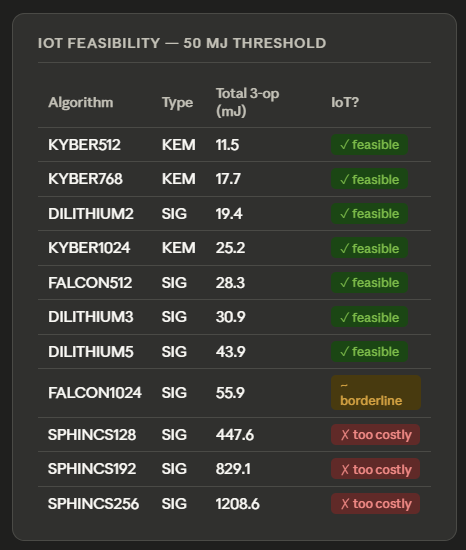 IOT FEASIBILITY — 50 MJ THRESHOLD
Algorithm Type Total 3-op (mJ) IoT?
KYBER512 KEM 11.5 ✓ feasible
KYBER768 KEM 17.7 ✓ feasible
DILITHIUM2 SIG 19.4 ✓ feasible
KYBER1024 KEM 25.2 ✓ feasible
FALCON512 SIG 28.3 ✓ feasible
DILITHIUM3 SIG 30.9 ✓ feasible
DILITHIUM5 SIG 43.9 ✓ feasible
FALCON1024 SIG 55.9 ~ borderline
SPHINCS128 SIG 447.6 ✗ too costly
SPHINCS192 SIG 829.1 ✗ too costly
SPHINCS256 SIG 1208.6 ✗ too costly